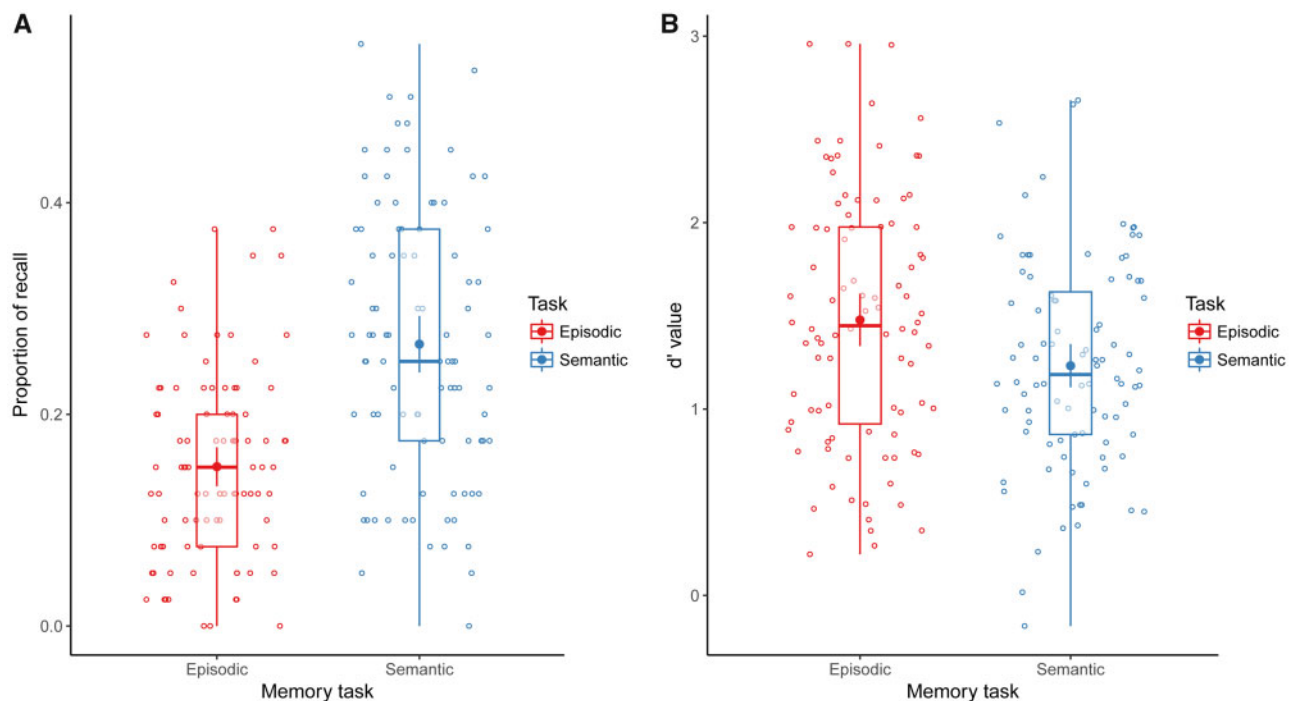 A
Proportion of recall
0.4
0.2
0.0
Episodic
Semantic
Memory task
Task
Episodic
Semantic
B
d' value
3
2
1
0
Episodic
Semantic
Memory task
Task
Episodic
Semantic